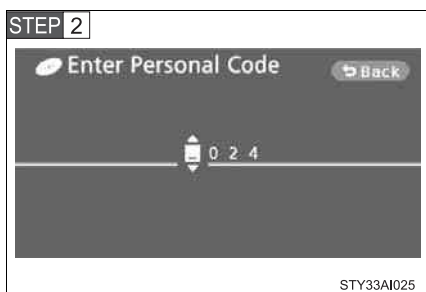 STEP 2
Enter Personal Code
Back
_ 0 2 4
STY33AI025